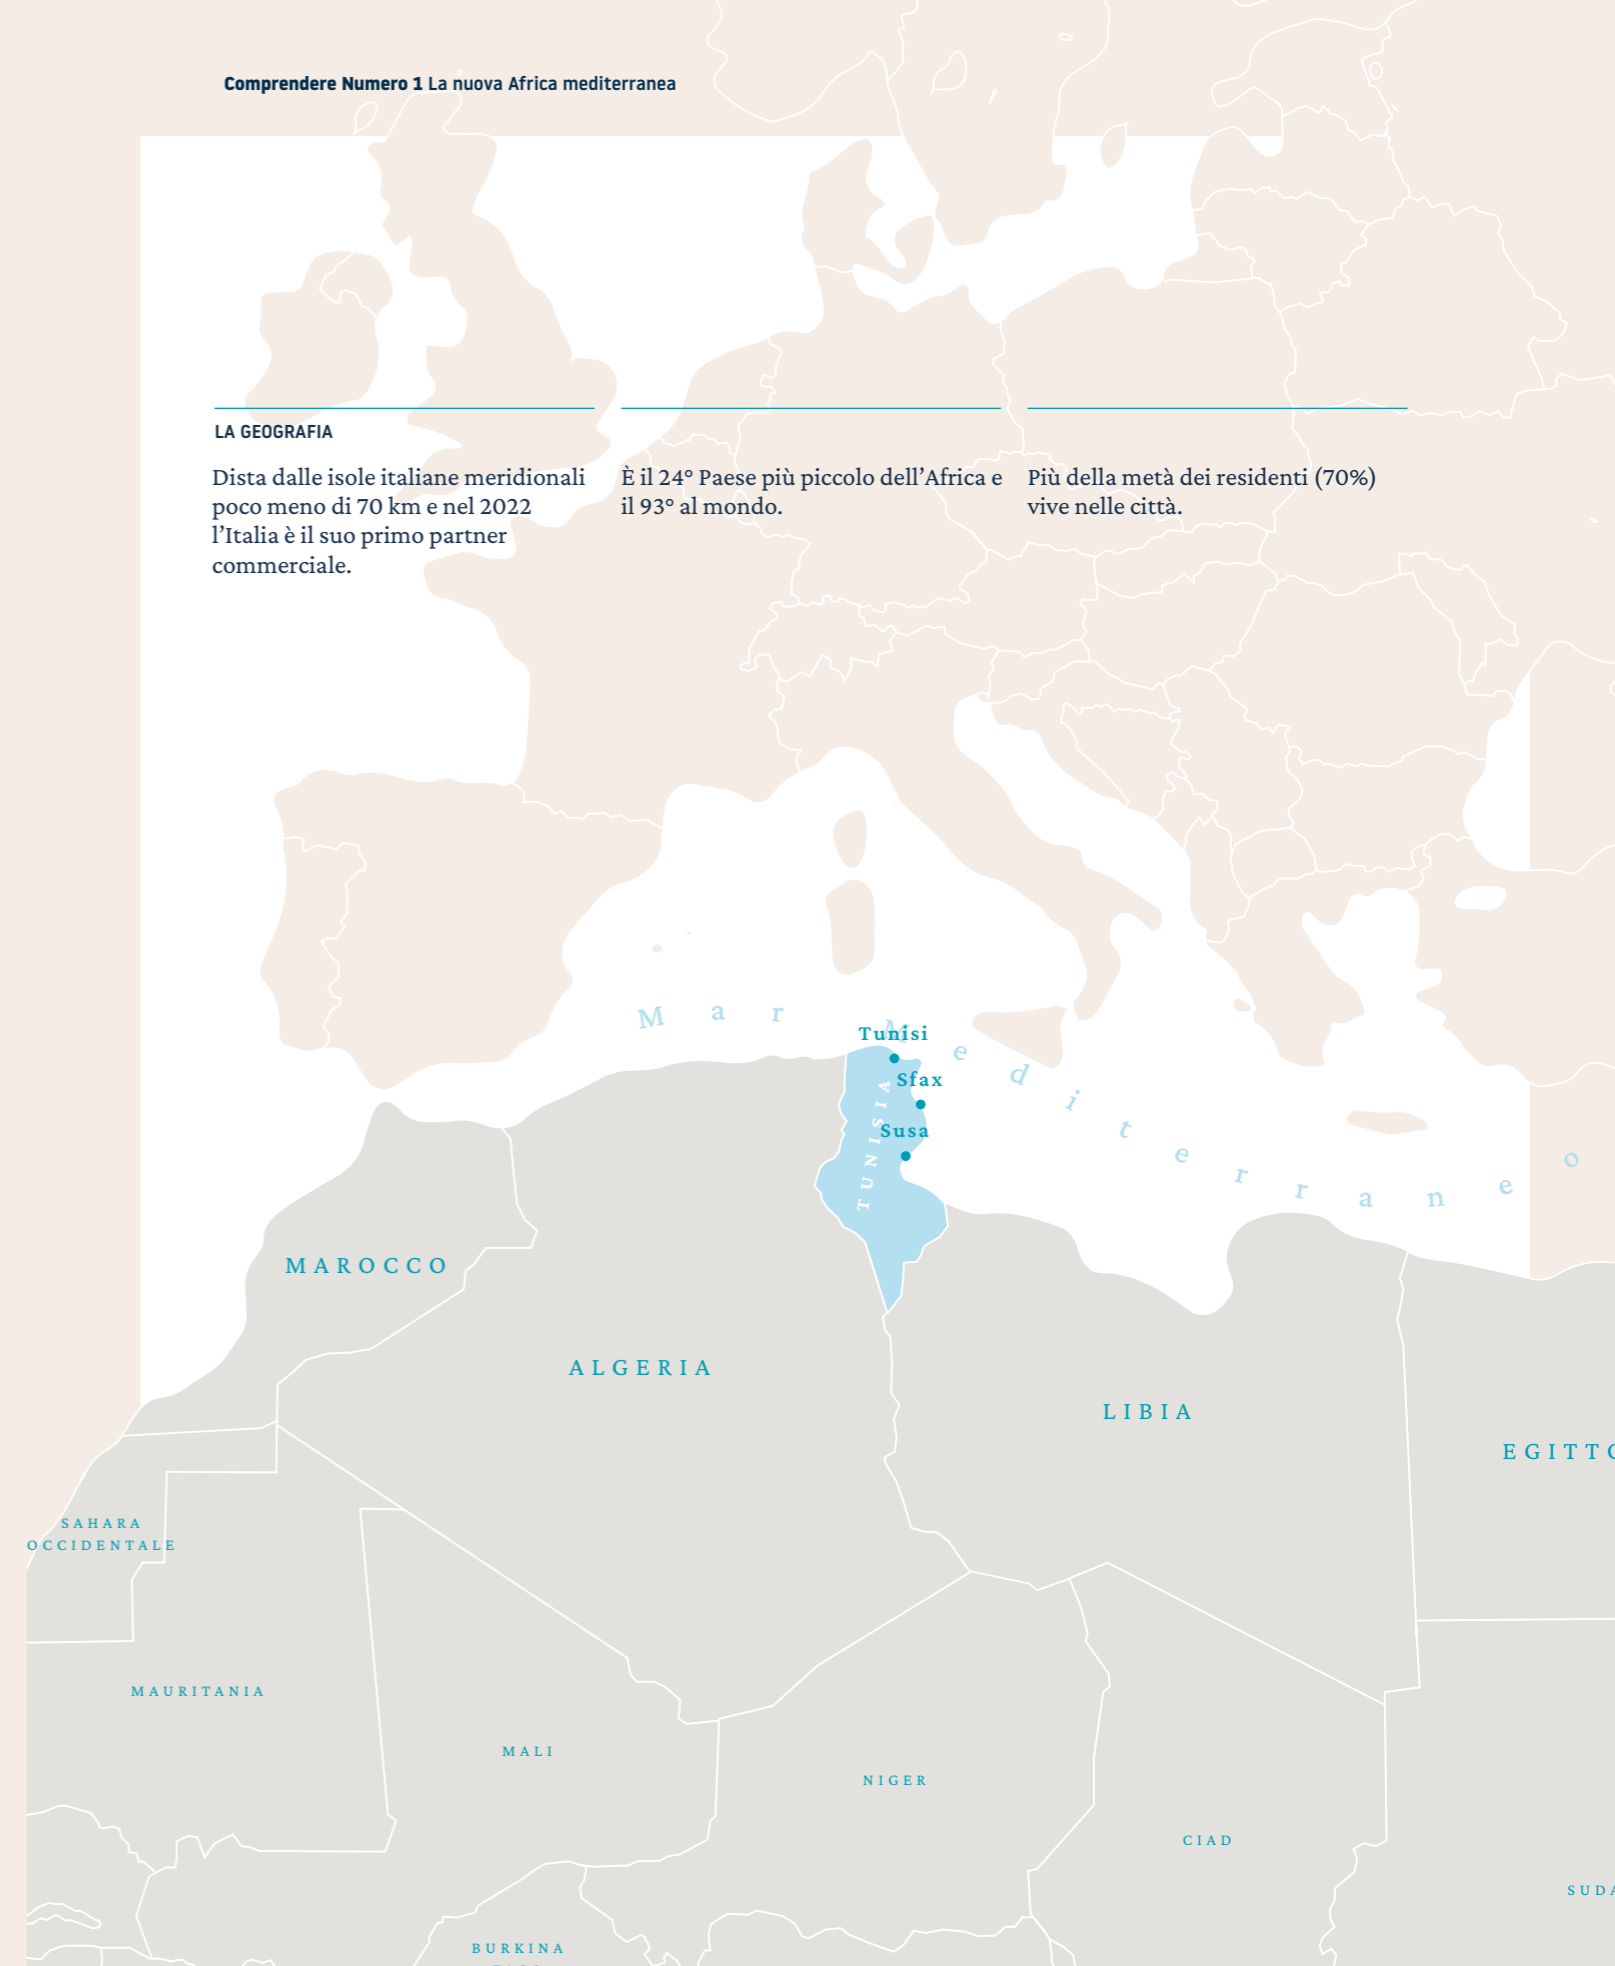 Comprendere Numero 1 La nuova Africa mediterranea
LA GEOGRAFIA
Dista dalle isole italiane meridionali
poco meno di 70 km e nel 2022
l’Italia è il suo primo partner
commerciale.
È il 24° Paese più piccolo dell’Africa e
il 93° al mondo.
Più della metà dei residenti (70%)
vive nelle città.
Mar Mediterraneo
Tunisi
Sfax
Susa
TUNISIA
MAROCCO
ALGERIA
LIBIA
EGITTO
SAHARA
OCCIDENTALE
MAURITANIA
MALI
NIGER
CIAD
SUDA
BURKINA